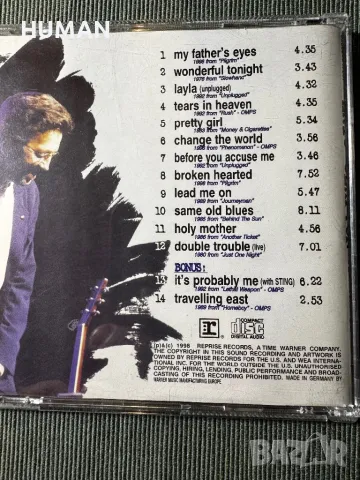 HUMAN
1 my father's eyes 4.35
1998 from "Pilgrim"
2 wonderful tonight 3.43
1978 from "Slowhand"
3 layla (unplugged) 4.32
1992 from "Unplugged"
4 tears in heaven 4.35
1992 from "Rush" - OMPS
5 pretty girl 5.34
1983 from "Money & Cigarettes"
6 change the world 3.56
1996 from "Phenomenon" - OMPS
7 before you accuse me 3.46
1992 from "Unplugged"
8 broken hearted 7.52
1998 from "Pilgrim"
9 lead me on 5.47
1989 from "Journeyman"
10 same old blues 8.11
1985 from "Behind The Sun"
11 holy mother 4.56
from "Another Ticket"
12 double trouble (live) 7.01
1980 from "Just One Night"
BONUS!
13 it's probably me (with STING) 6.22
1992 from "Lethal Weapon" - OMPS
14 travelling east 2.53
1989 from "Homeboy" - OMPS
COMPACT
disc
DIGITAL AUDIO
(p)&(c) 1998 REPRISE RECORDS, A TIME WARNER COMPANY.
THE COPYRIGHT IN THIS SOUND RECORDING AND ARTWORK IS
OWNED BY REPRISE RECORDS FOR THE U.S. AND WEA INTERNATIONAL
INC. FOR THE WORLD OUTSIDE THE U.S. UNAUTHORISED
COPYING, HIRING, LENDING, PUBLIC PERFORMANCE AND BROAD-
CASTING OF THIS RECORDING PROHIBITED. MADE IN GERMANY BY
WARNER MUSIC MANUFACTURING EUROPE.
BAZAR
bg